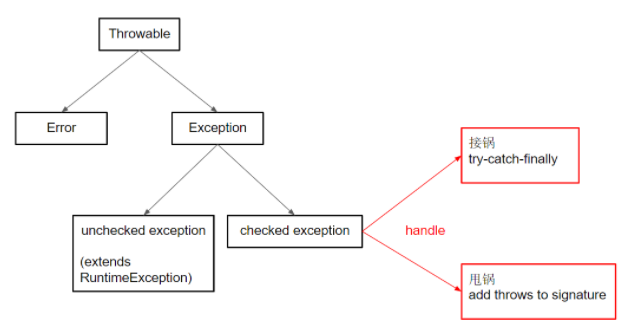 Throwable
Error
Exception
unchecked exception
(extends
RuntimeException)
checked exception
handle
接锅
try-catch-finally
甩锅
add throws to signature